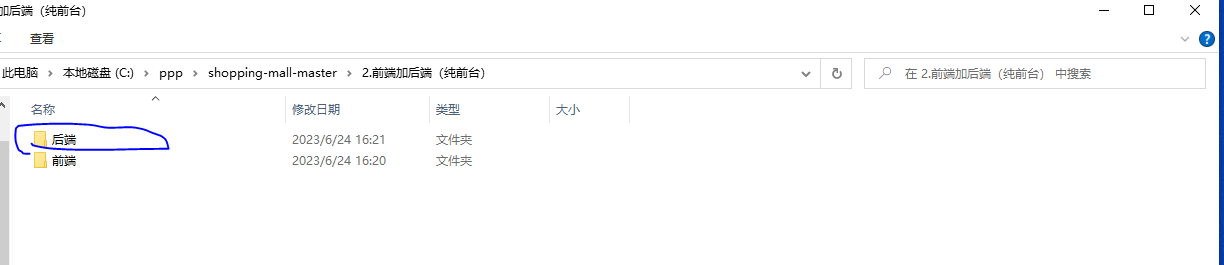 加后端（纯前台）
查看
此电脑 › 本地磁盘 (C:) › ppp › shopping-mall-master › 2.前端加后端（纯前台） 在 2.前端加后端（纯前台） 中搜索
名称 修改日期 类型 大小
后端 2023/6/24 16:21 文件夹
前端 2023/6/24 16:20 文件夹